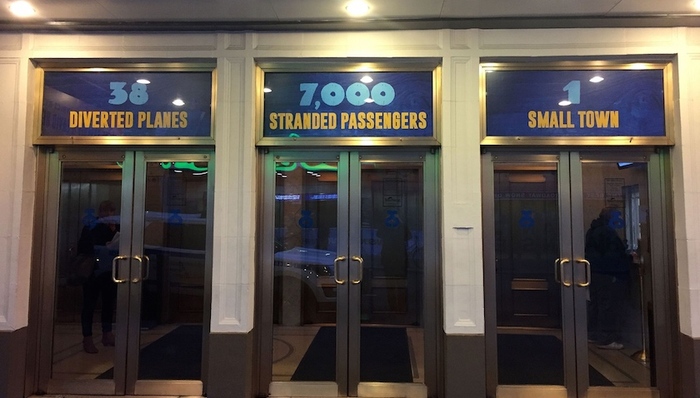 38
DIVERTED PLANES
7,000
STRANDED PASSENGERS
1
SMALL TOWN